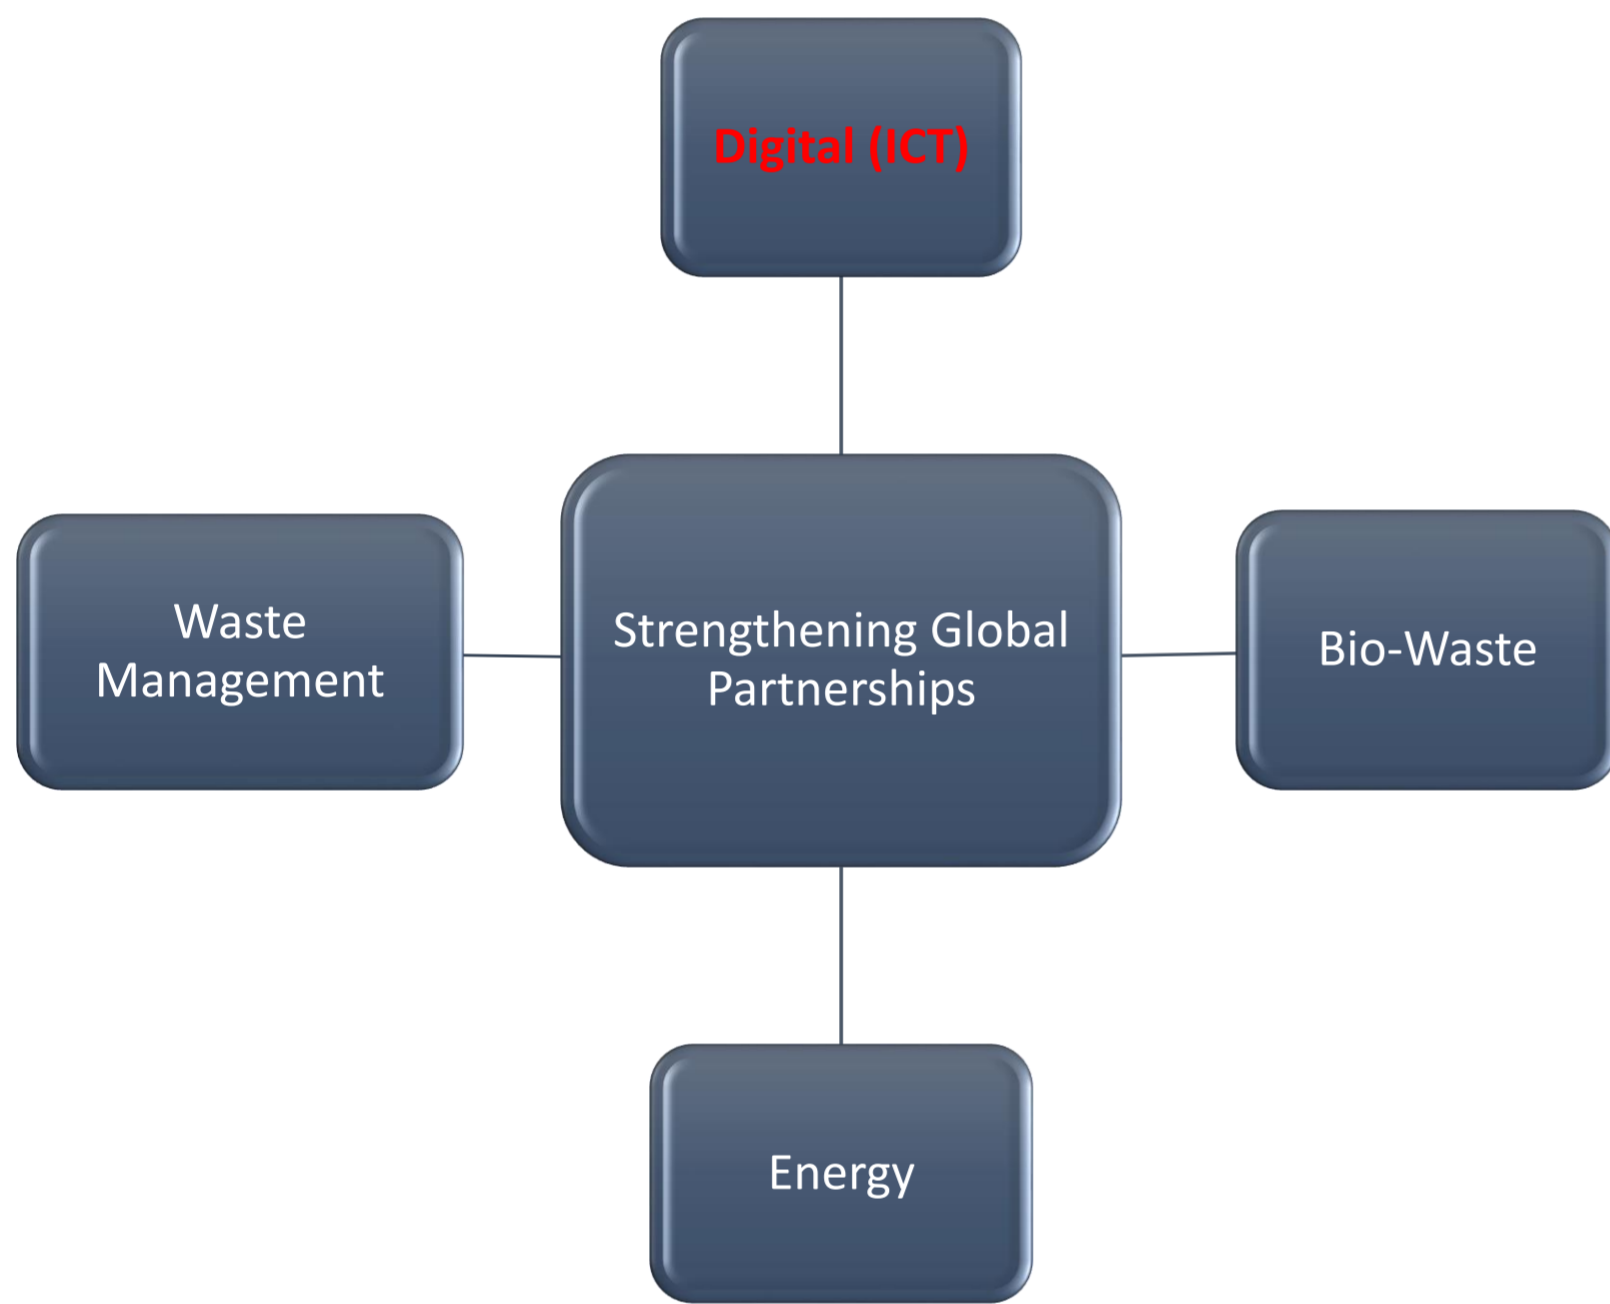 Digital (ICT)
Waste
Management
Strengthening Global
Partnerships
Bio-Waste
Energy